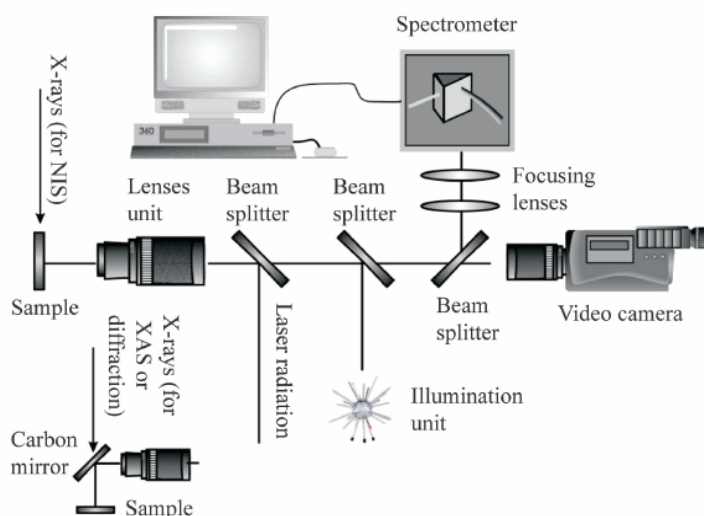 Spectrometer
X-rays (for NIS)
360
Lenses
unit
Beam
splitter
Beam
splitter
Focusing
lenses
Sample
Beam
splitter
Video camera
X-rays (for
XAS or
diffraction)
Laser radiation
Illumination
unit
Carbon
mirror
Sample